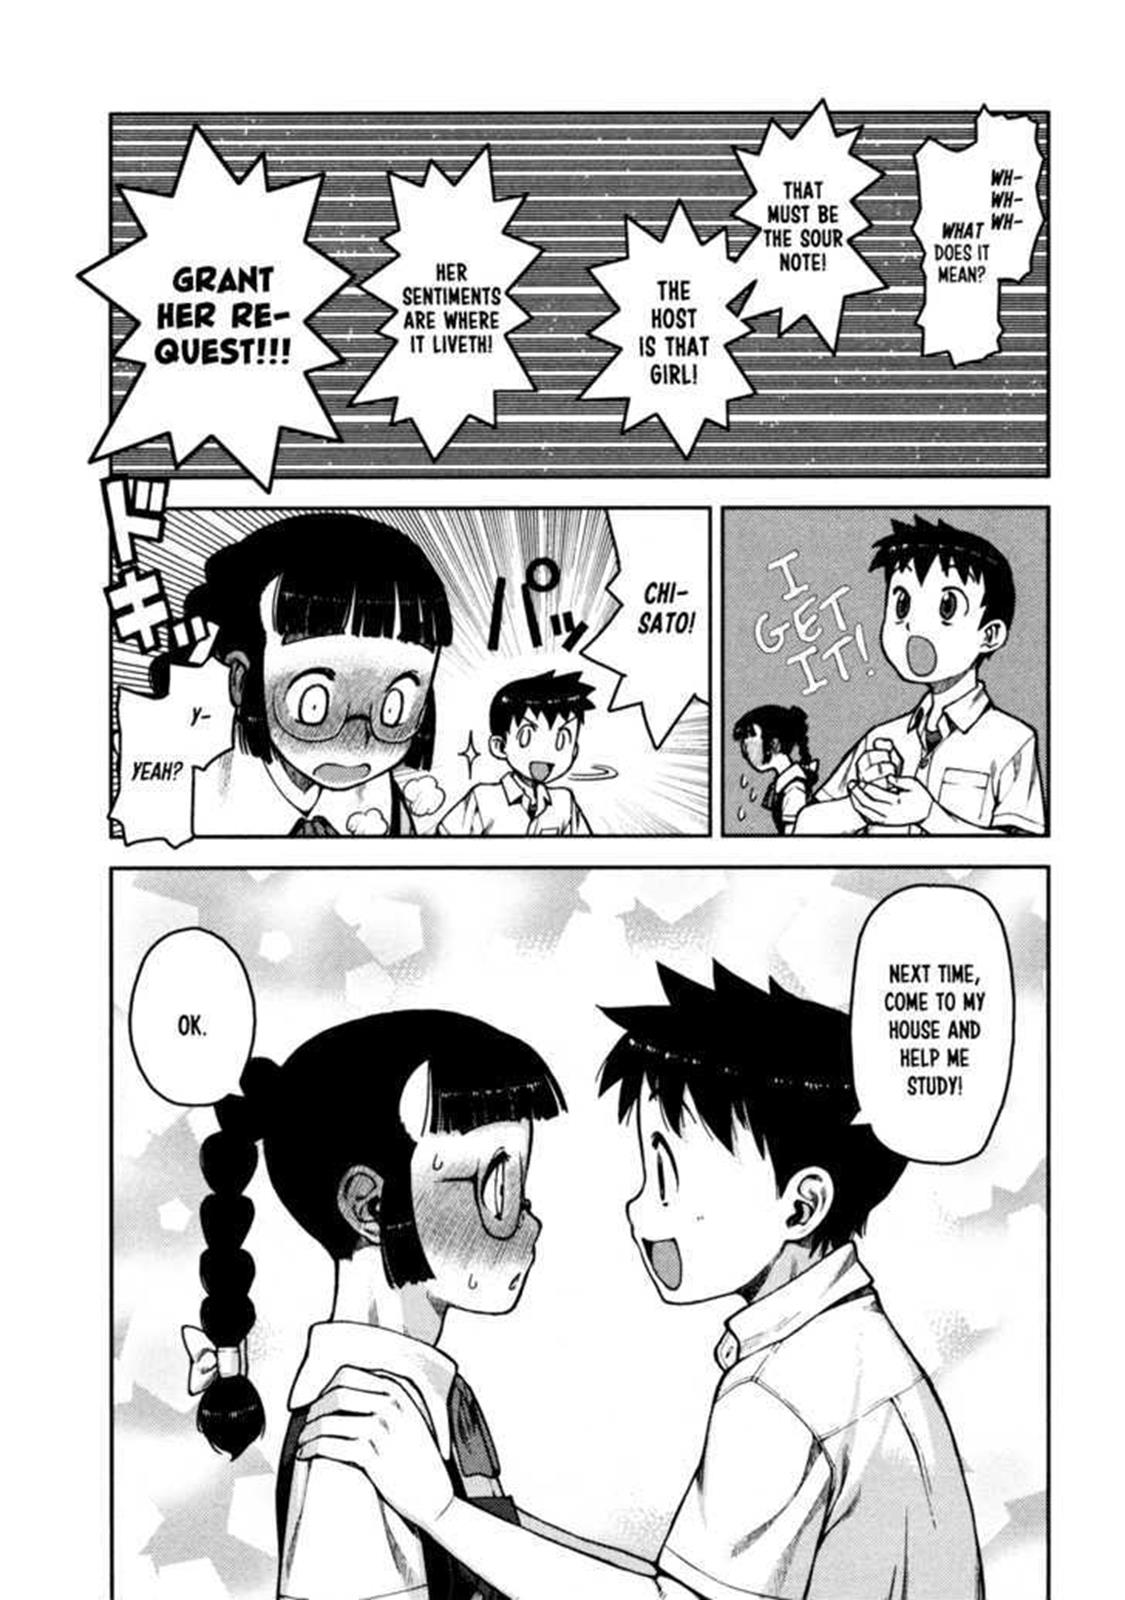 WH-
WH-
WH-
WHAT
DOES IT
MEAN?
THAT
MUST BE
THE SOUR
NOTE!
THE
HOST
IS THAT
GIRL!
HER
SENTIMENTS
ARE WHERE
IT LIVETH!
GRANT
HER RE-
QUEST!!!
I
GET
IT!
CHI-
SATO!
パッ
ドキッ
Y-
YEAH?
NEXT TIME,
COME TO MY
HOUSE AND
HELP ME
STUDY!
OK.